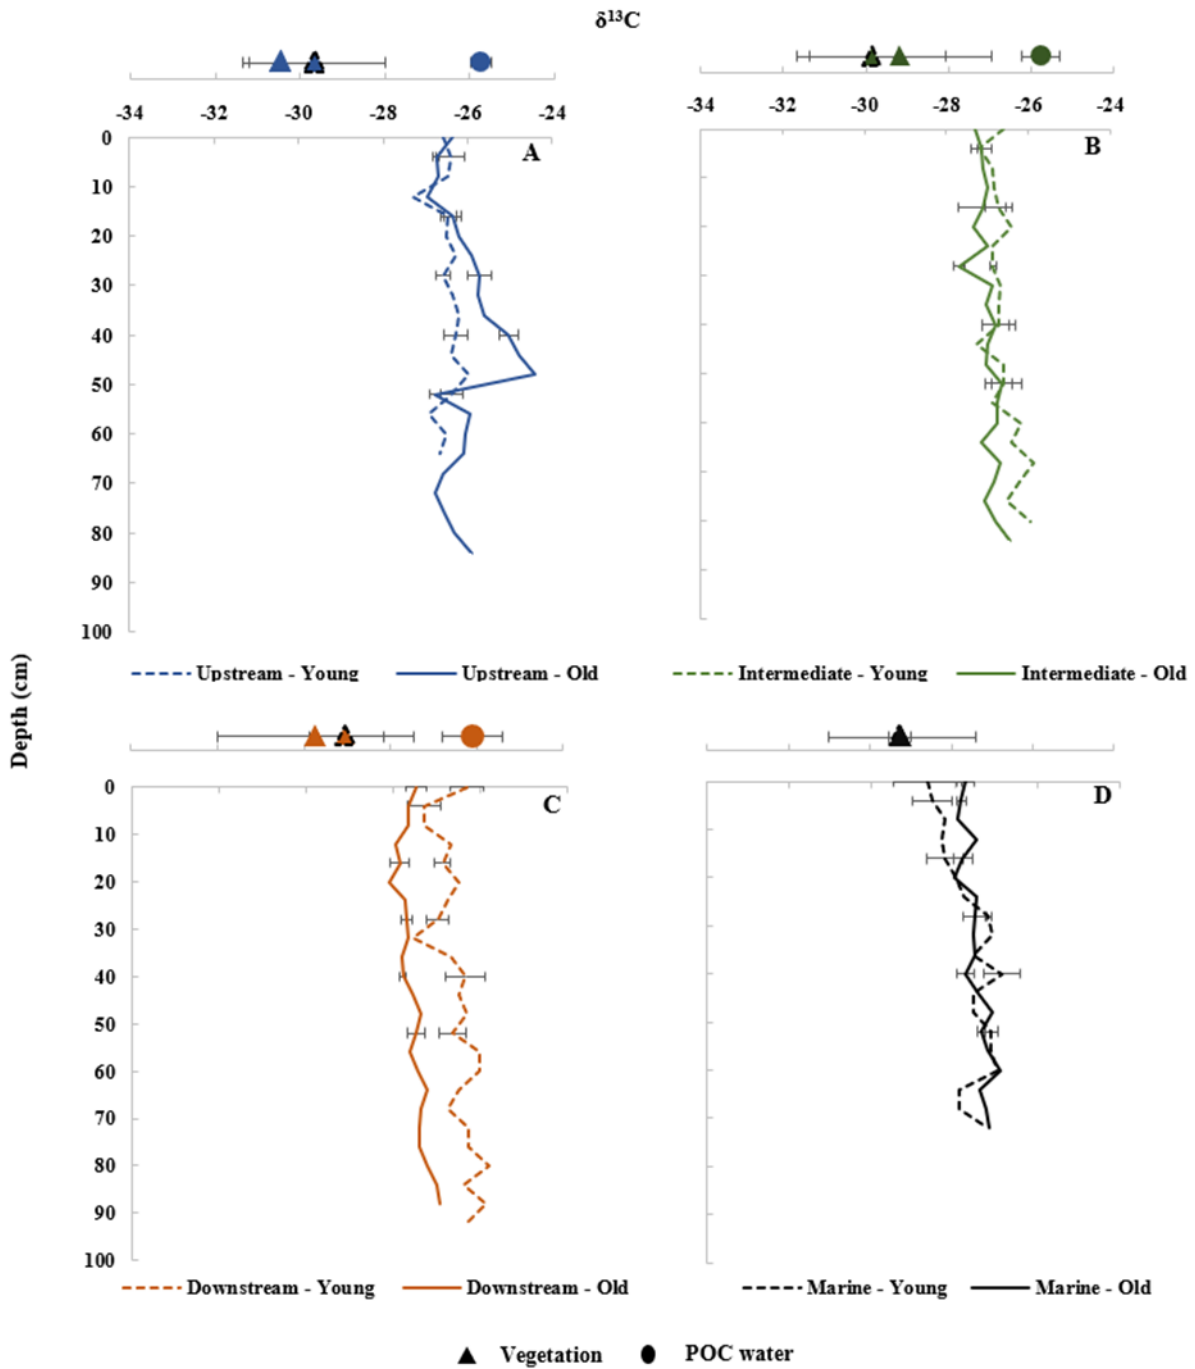 δ¹³C
-34 -32 -30 -28 -26 -24
-34 -32 -30 -28 -26 -24
0
10
20
30
40
50
60
70
80
90
100
A
B
Upstream - Young Upstream - Old
Intermediate - Young Intermediate - Old
Depth (cm)
0
10
20
30
40
50
60
70
80
90
100
C
D
Downstream - Young Downstream - Old
Marine - Young Marine - Old
Vegetation POC water